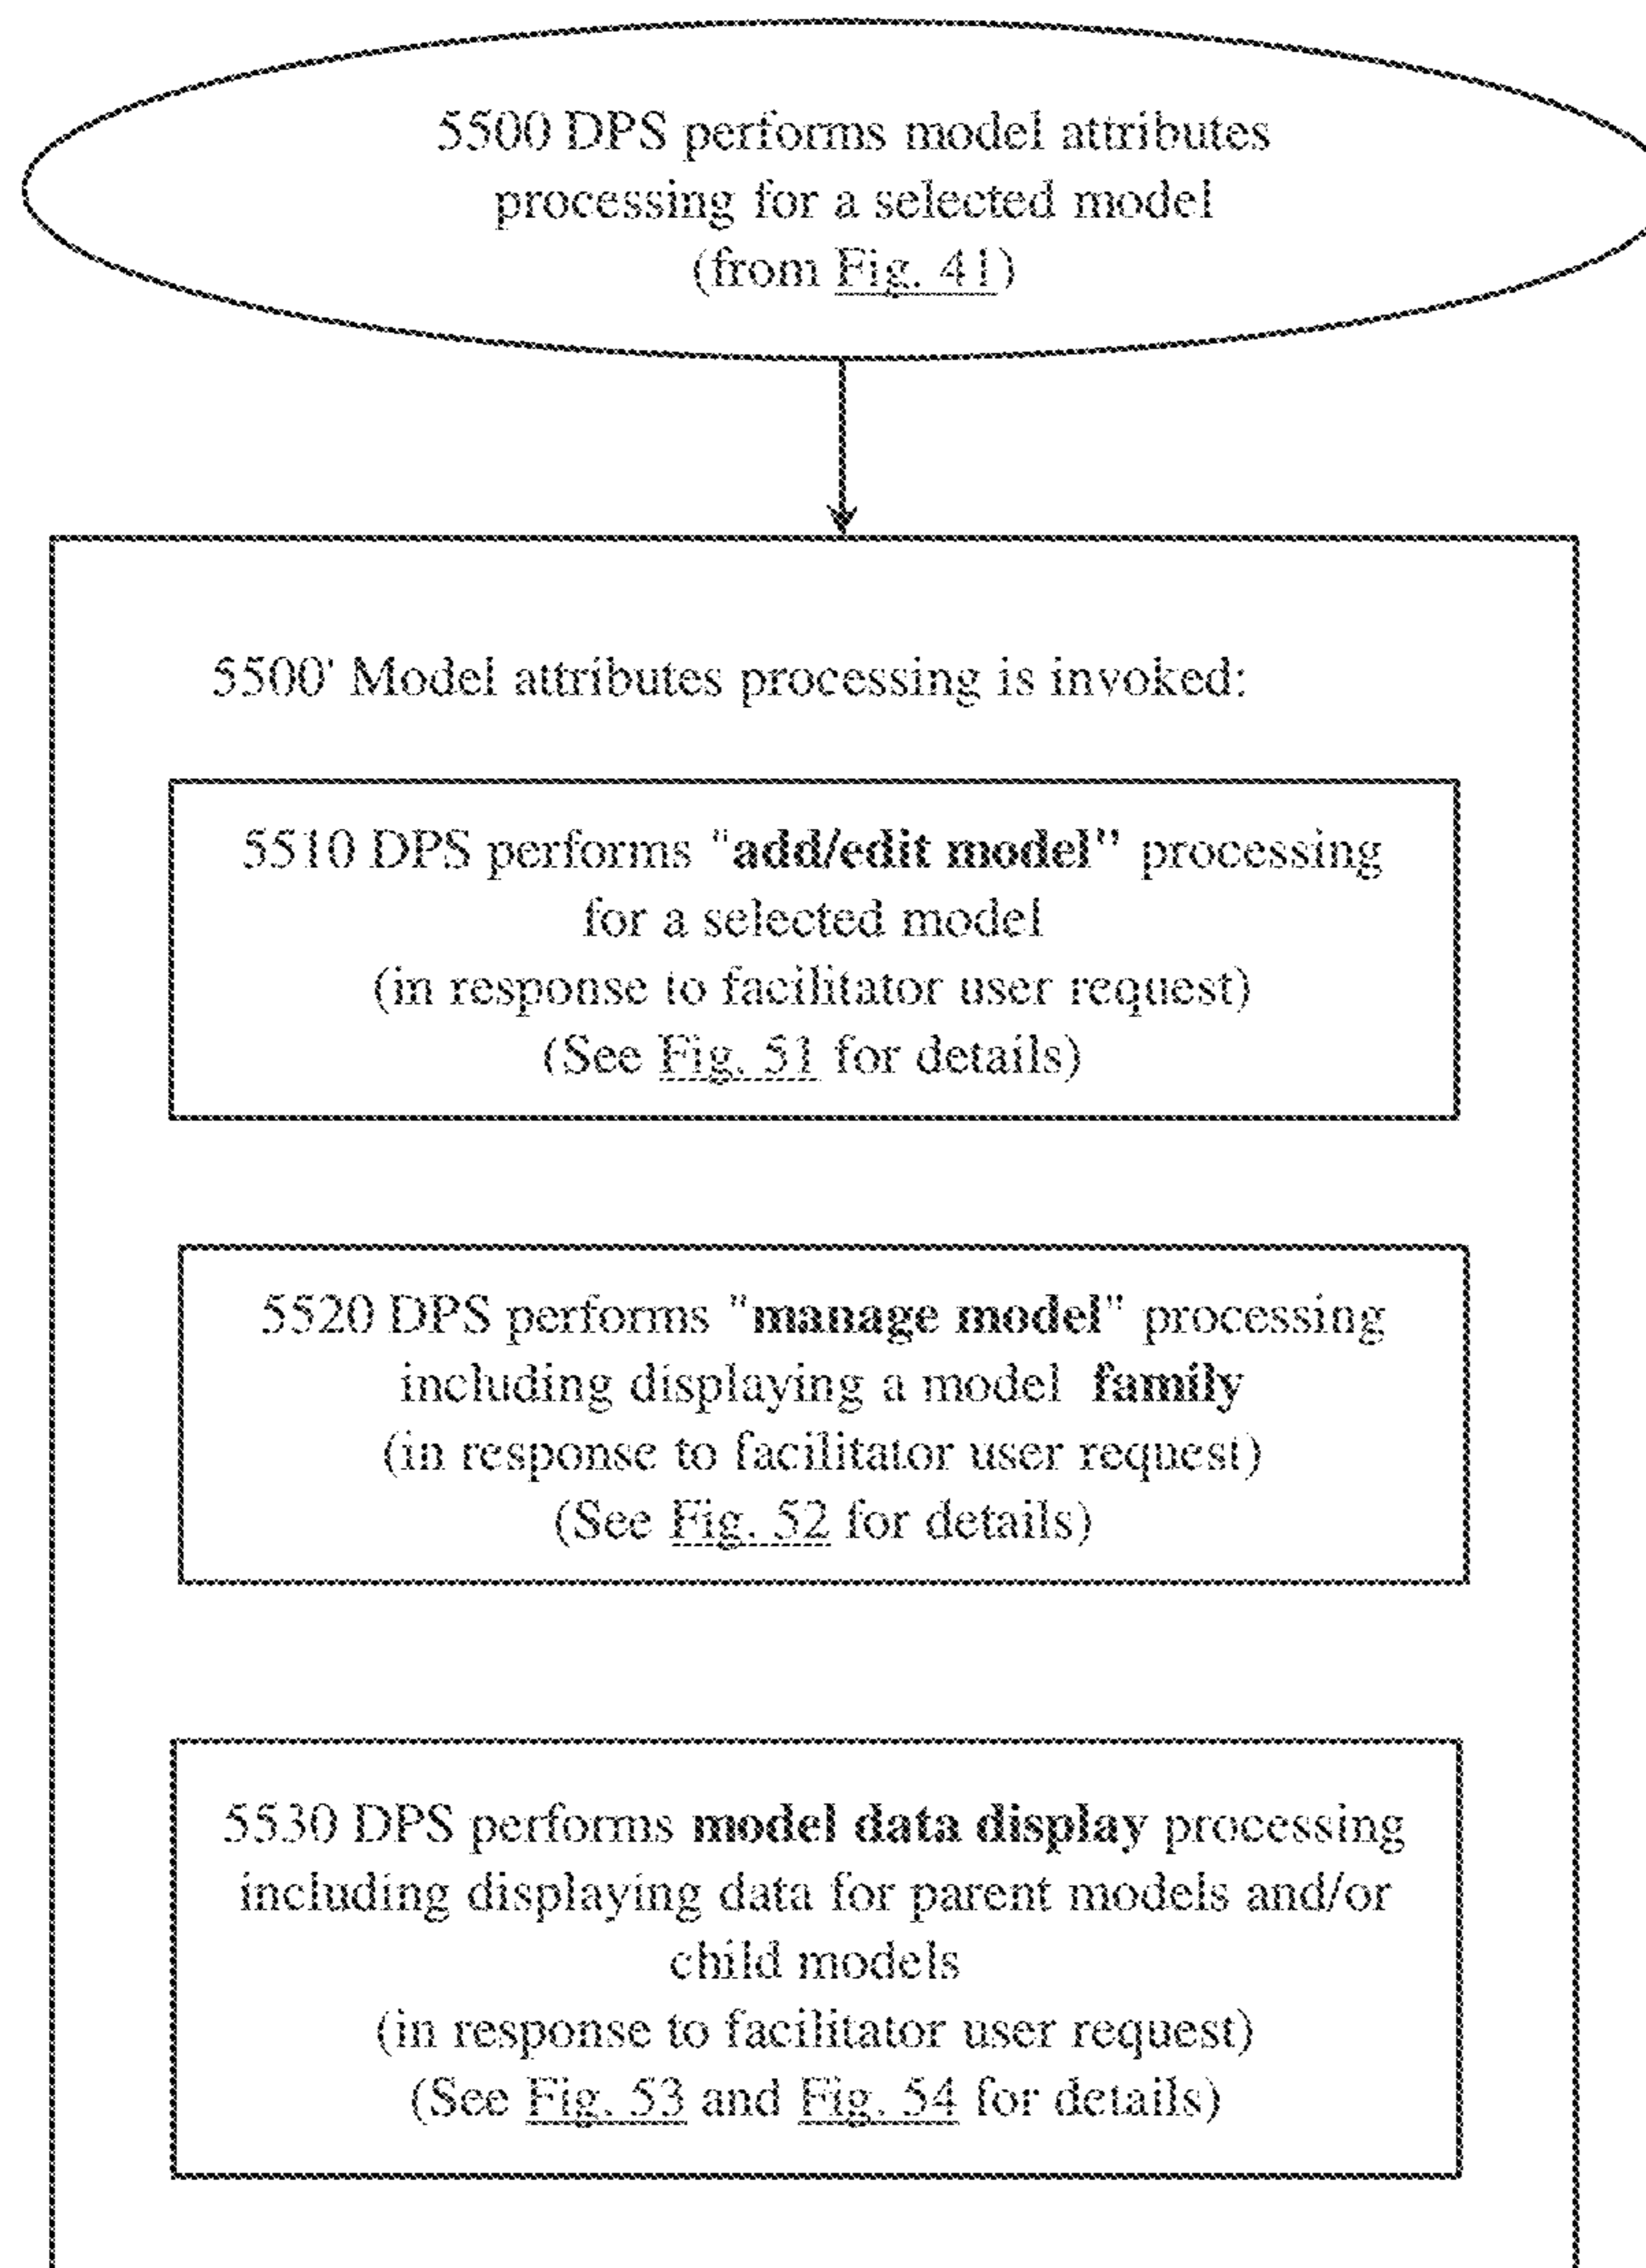 5500 DPS performs model attributes
processing for a selected model
(from Fig. 41)
5500' Model attributes processing is invoked:
5510 DPS performs "add/edit model" processing
for a selected model
(in response to facilitator user request)
(See Fig. 51 for details)
5520 DPS performs "manage model" processing
including displaying a model family
(in response to facilitator user request)
(See Fig. 52 for details)
5530 DPS performs model data display processing
including displaying data for parent models and/or
child models
(in response to facilitator user request)
(See Fig. 53 and Fig. 54 for details)